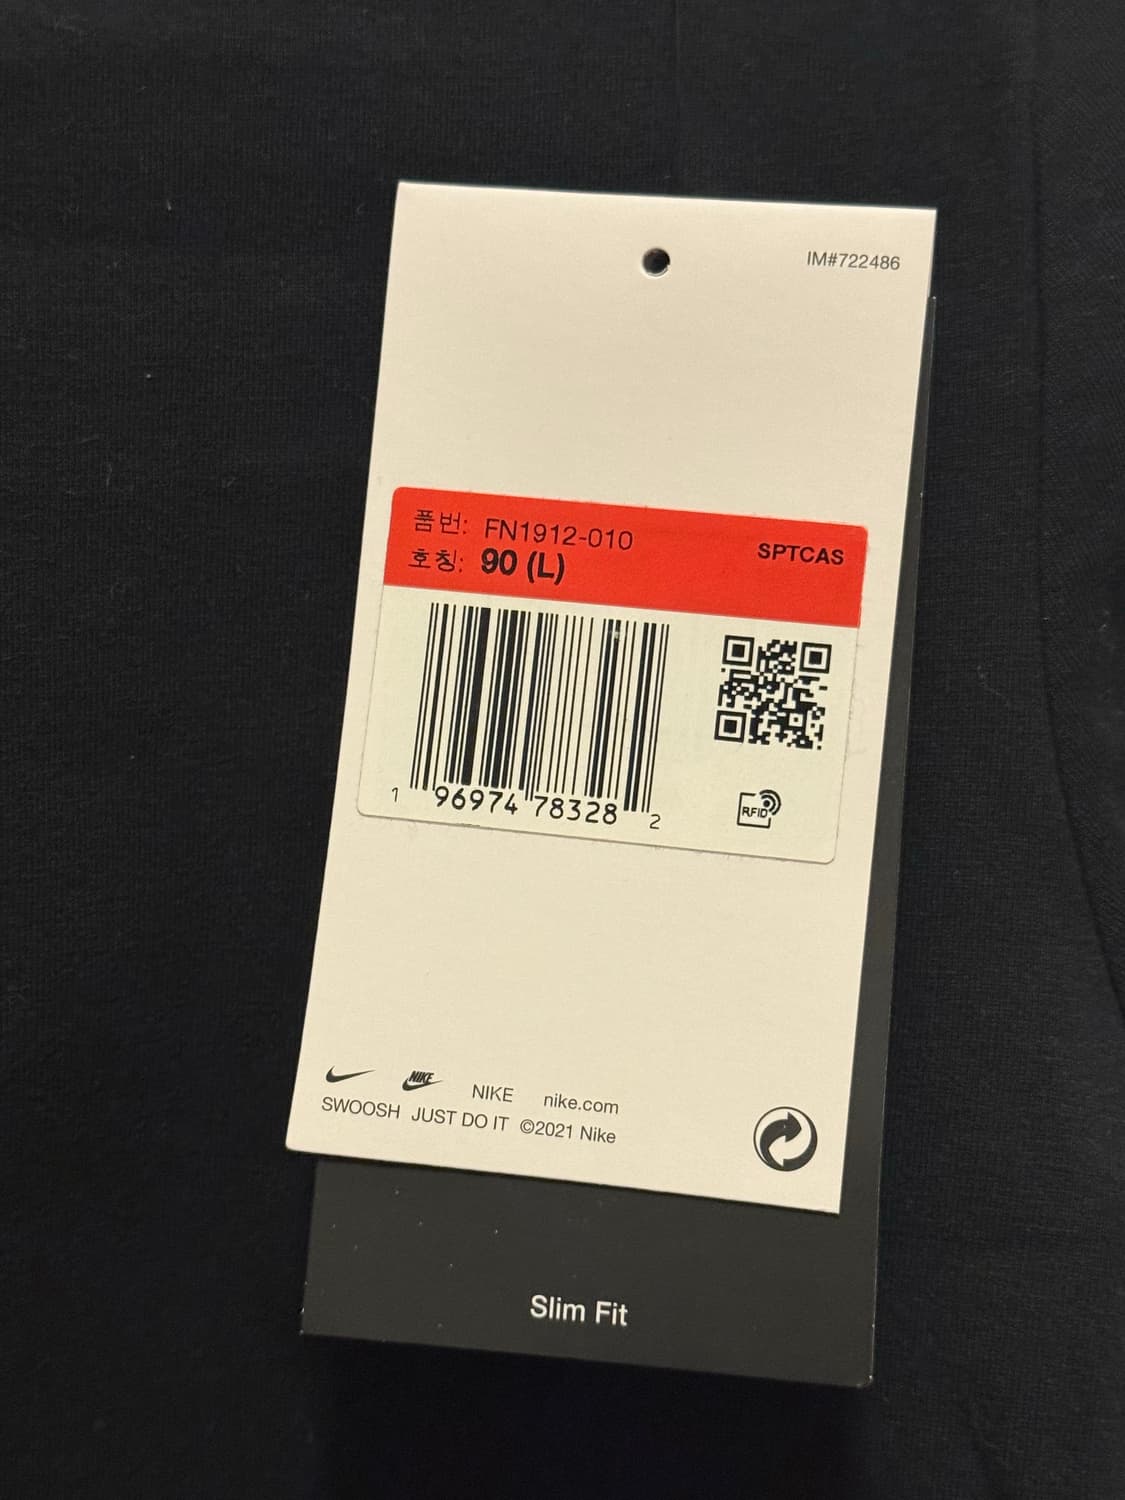 IM#722486
품번: FN1912-010
호칭: 90 (L)
SPTCAS
1 96974 78328 2
RFID
NIKE NIKE nike.com
SWOOSH JUST DO IT ©2021 Nike
Slim Fit